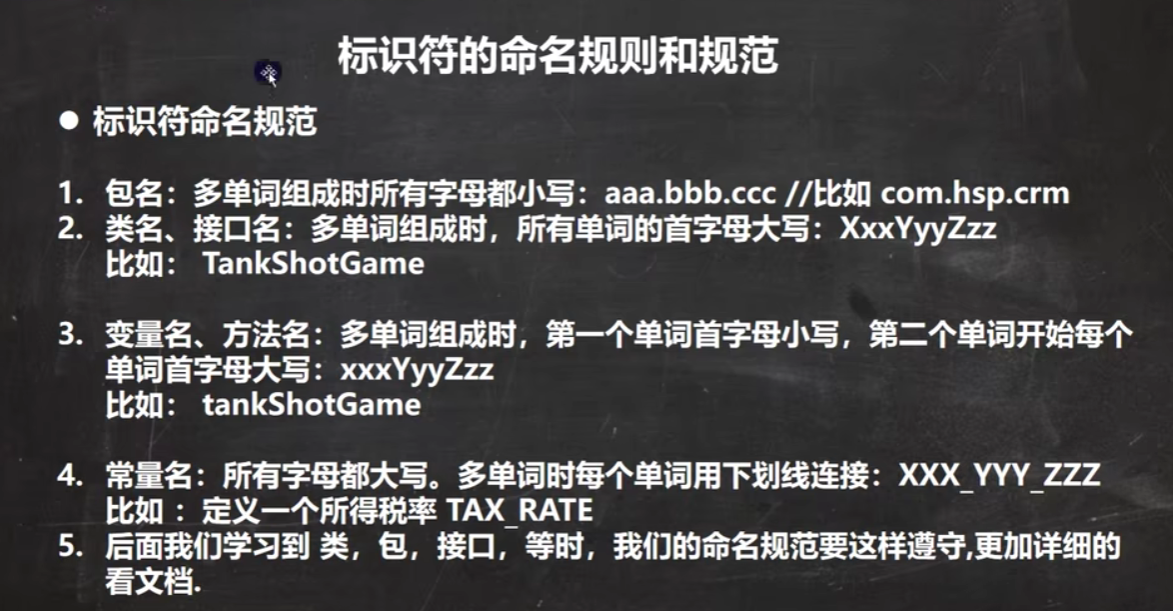 标识符的命名规则和规范
● 标识符命名规范
1. 包名：多单词组成时所有字母都小写：aaa.bbb.ccc //比如 com.hsp.crm
2. 类名、接口名：多单词组成时，所有单词的首字母大写：XxxYyyZzz
比如： TankShotGame
3. 变量名、方法名：多单词组成时，第一个单词首字母小写，第二个单词开始每个
单词首字母大写：xxxYyyZzz
比如： tankShotGame
4. 常量名：所有字母都大写。多单词时每个单词用下划线连接：XXX_YYY_ZZZ
比如 ：定义一个所得税率 TAX_RATE
5. 后面我们学习到 类，包，接口，等时，我们的命名规范要这样遵守,更加详细的
看文档.